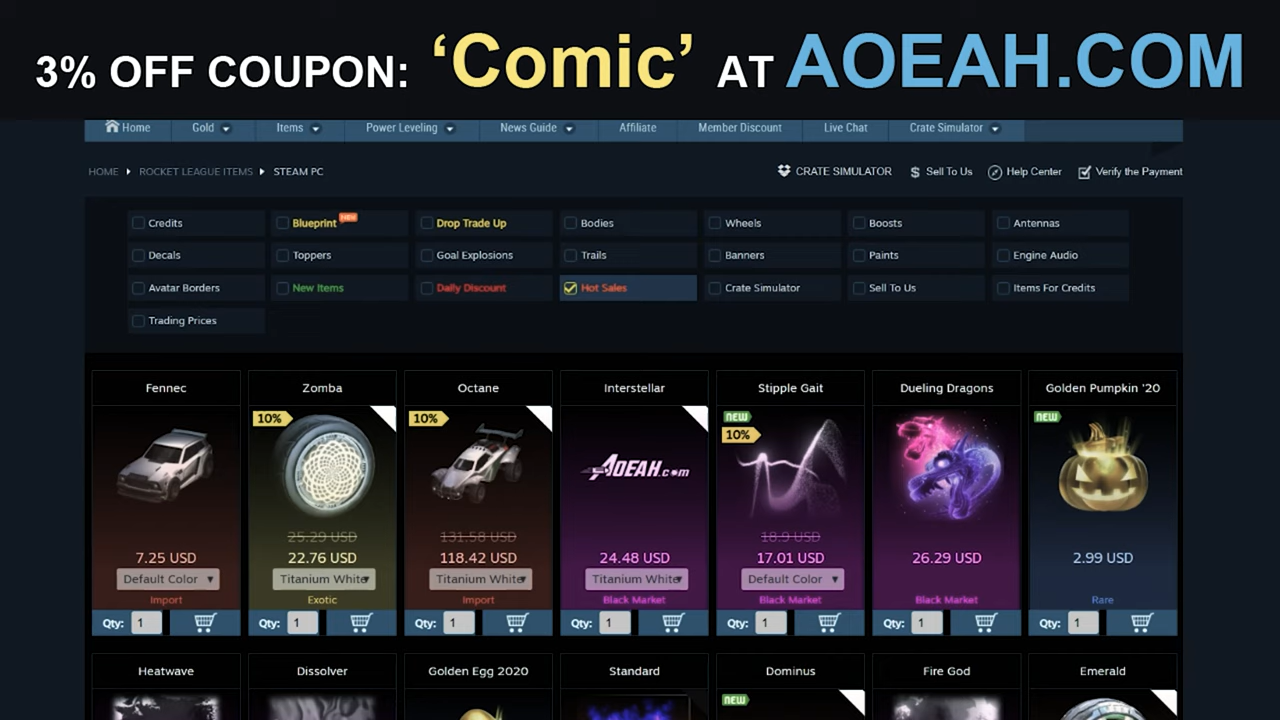 3% OFF COUPON: ‘Comic’ AT AOEAH.COM
Home Gold Items Power Leveling News Guide Affiliate Member Discount Live Chat Crate Simulator
HOME ROCKET LEAGUE ITEMS STEAM PC CRATE SIMULATOR $ Sell To Us Help Center Verify the Payment
Credits Blueprint NEW Drop Trade Up Bodies Wheels Boosts Antennas
Decals Toppers Goal Explosions Trails Banners Paints Engine Audio
Avatar Borders New Items Daily Discount Hot Sales Crate Simulator Sell To Us Items For Credits
Trading Prices
Fennec Zomba Octane Interstellar Stipple Gait Dueling Dragons Golden Pumpkin '20
10% 10% NEW NEW
10%
AOEAH.COM
25.29 USD 131.58 USD 18.9 USD
7.25 USD 22.76 USD 118.42 USD 24.48 USD 17.01 USD 26.29 USD 2.99 USD
Default Color Titanium White Titanium White Titanium White Default Color
Import Exotic Import Black Market Black Market Black Market Rare
Qty: 1 Qty: 1 Qty: 1 Qty: 1 Qty: 1 Qty: 1 Qty: 1
Heatwave Dissolver Golden Egg 2020 Standard Dominus Fire God Emerald
NEW